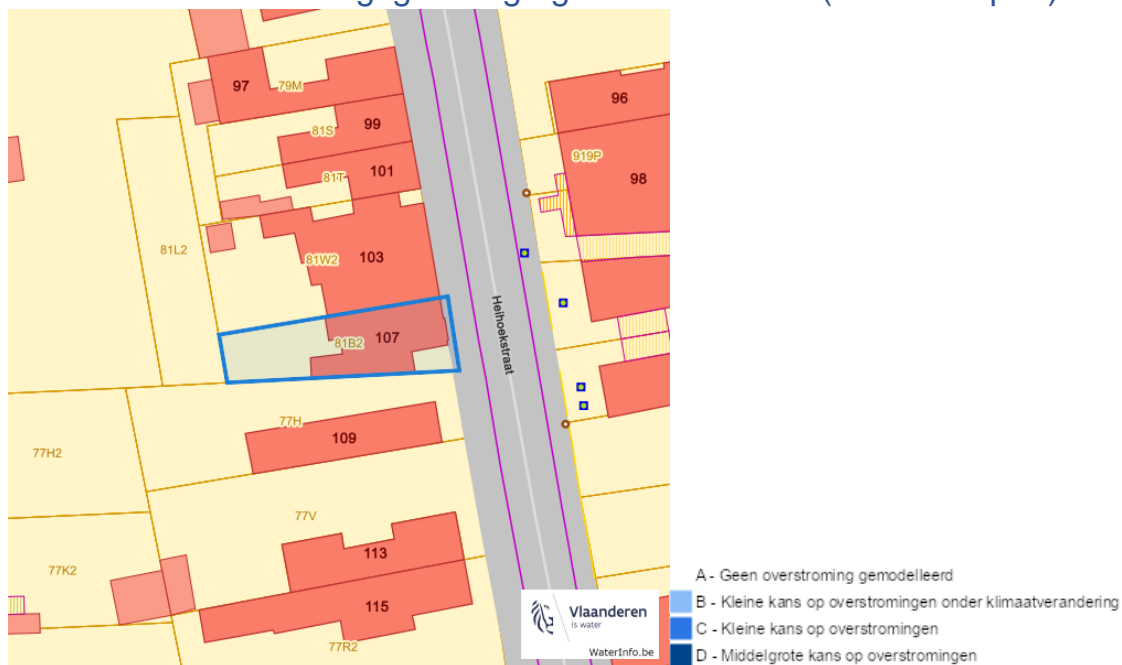 97
79M
96
99
81S
919P
98
101
81T
81L2
103
81W2
Heihoekstraat
107
81B2
77H
109
77H2
77V
113
77K2
115
77R2
Vlaanderen
is water
WaterInfo.be
A - Geen overstroming gemodelleerd
B - Kleine kans op overstromingen onder klimaatverandering
C - Kleine kans op overstromingen
D - Middelgrote kans op overstromingen